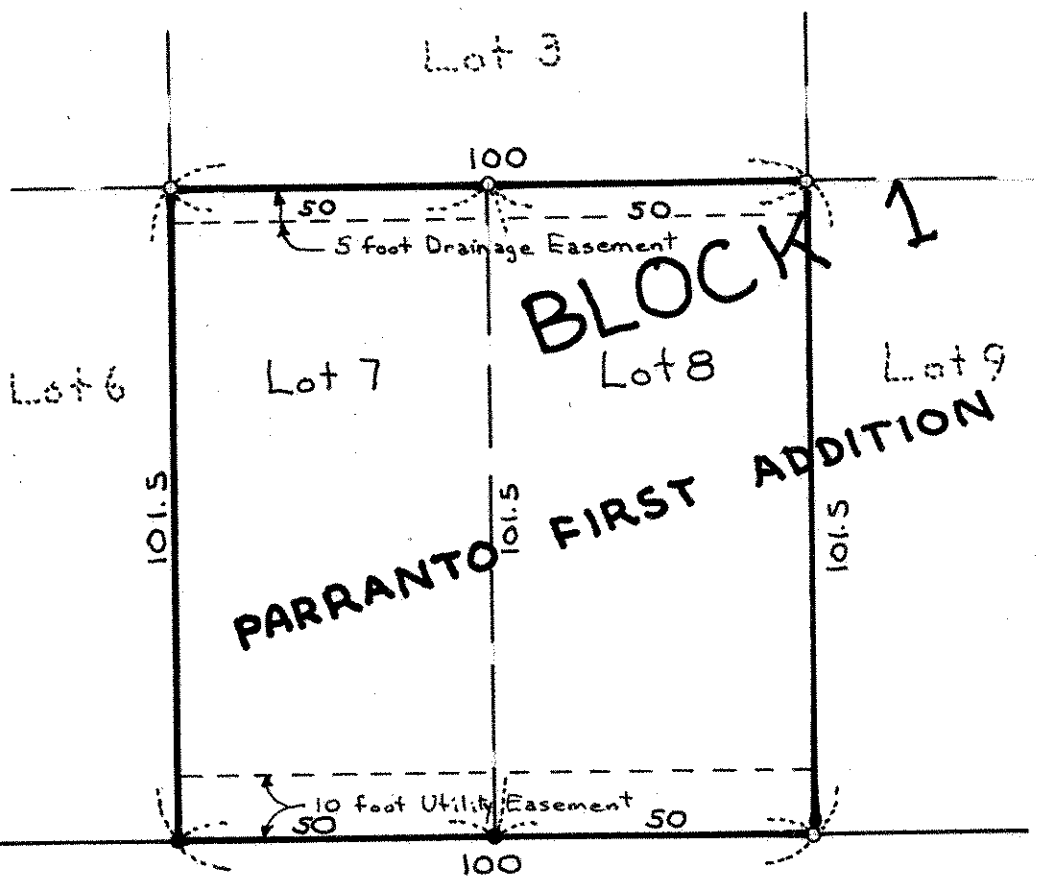 Lot 3
100
50
50
5 foot Drainage Easement
BLOCK 1
Lot 6
Lot 7
Lot 8
Lot 9
101.5
101.5
101.5
PARRANTO FIRST ADDITION
10 foot Utility Easement
50
50
100